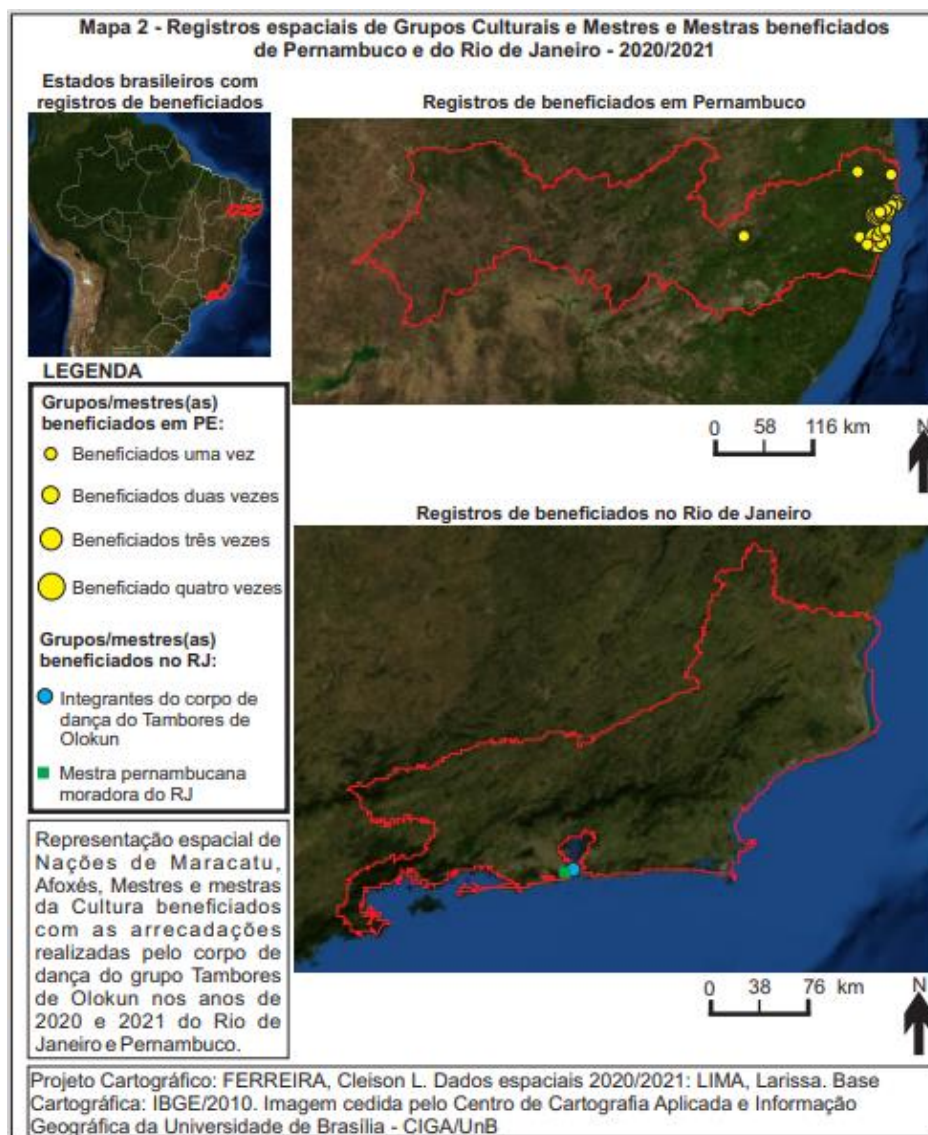 Mapa 2 - Registros espaciais de Grupos Culturais e Mestres e Mestras beneficiados
de Pernambuco e do Rio de Janeiro - 2020/2021
Estados brasileiros com
registros de beneficiados
Registros de beneficiados em Pernambuco
0 58 116 km
N
LEGENDA
Grupos/mestres(as)
beneficiados em PE:
Beneficiados uma vez
Beneficiados duas vezes
Beneficiados três vezes
Beneficiado quatro vezes
Grupos/mestres(as)
beneficiados no RJ:
Integrantes do corpo de
dança do Tambores de
Olokun
Mestra pernambucana
moradora do RJ
Registros de beneficiados no Rio de Janeiro
0 38 76 km
N
Representação espacial de
Nações de Maracatu,
Afoxés, Mestres e mestras
da Cultura beneficiados
com as arrecadações
realizadas pelo corpo de
dança do grupo Tambores
de Olokun nos anos de
2020 e 2021 do Rio de
Janeiro e Pernambuco.
Projeto Cartográfico: FERREIRA, Cleison L. Dados espaciais 2020/2021: LIMA, Larissa. Base
Cartográfica: IBGE/2010. Imagem cedida pelo Centro de Cartografia Aplicada e Informação
Geográfica da Universidade de Brasília - CIGA/UnB